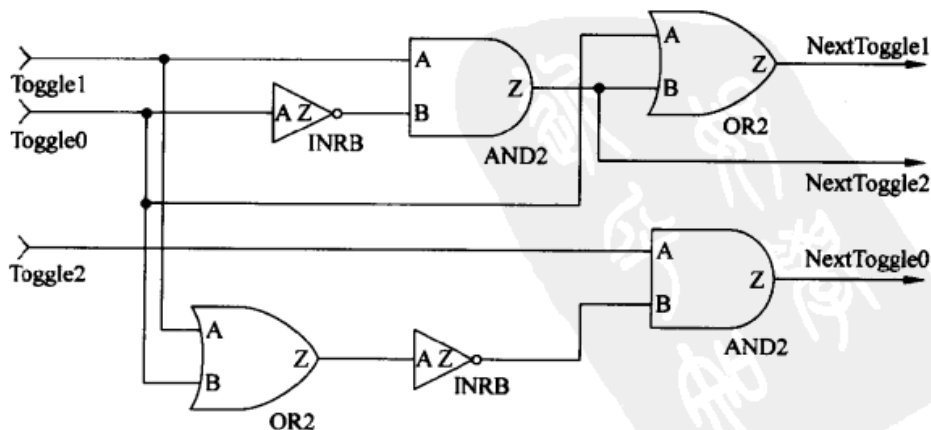 Toggle1
Toggle0
Toggle2
A Z
INRB
A
B
Z
AND2
A
B
Z
OR2
NextToggle1
NextToggle2
A
B
Z
AND2
NextToggle0
A
B
Z
OR2
A Z
INRB